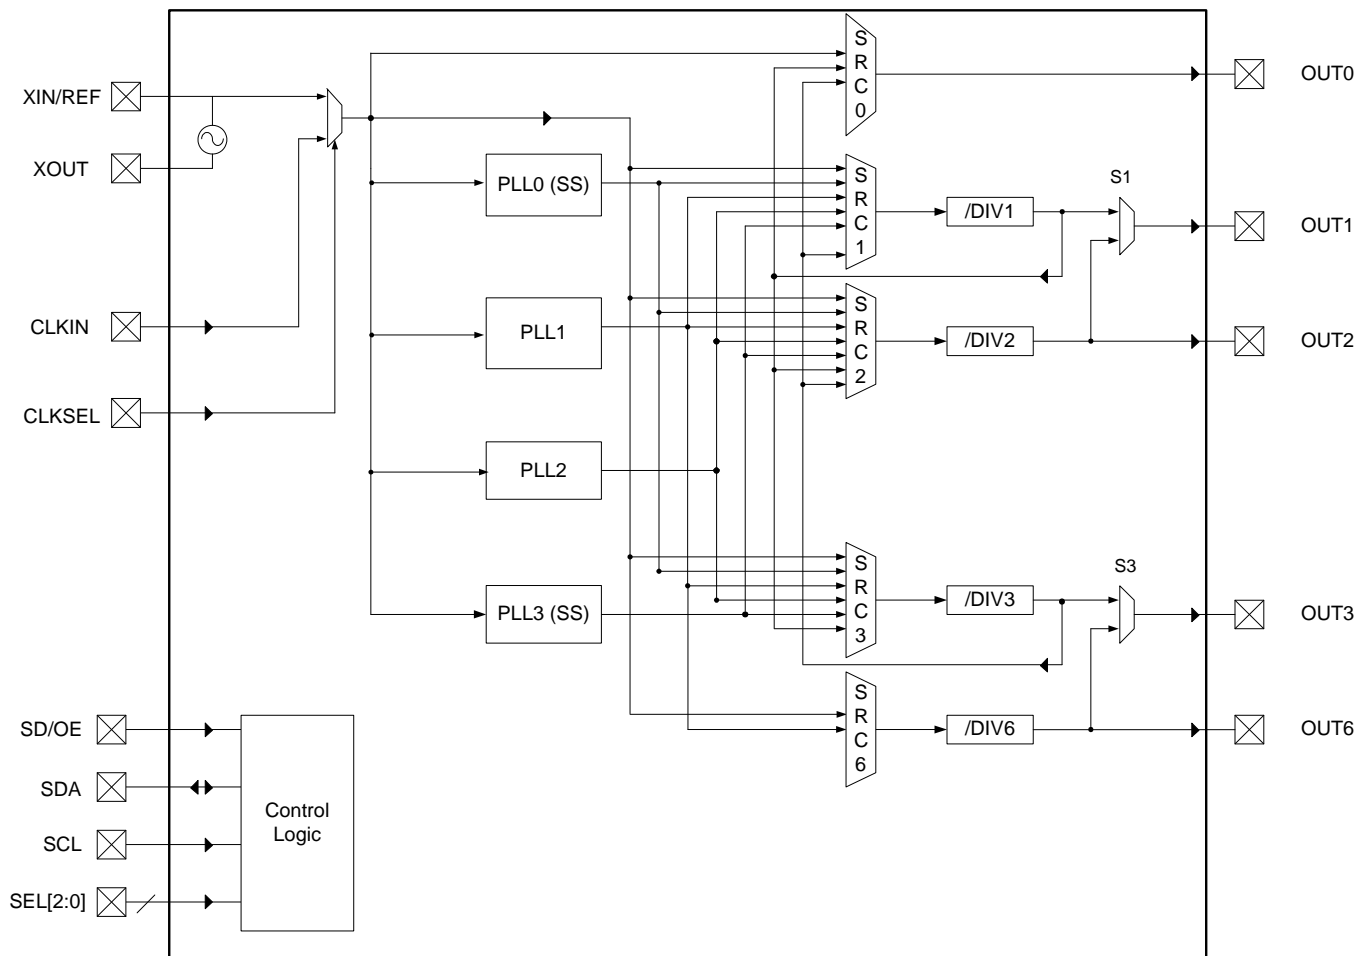 XIN/REF
XOUT
CLKIN
CLKSEL
SD/OE
SDA
SCL
SEL[2:0]
Control
Logic
PLL0 (SS)
PLL1
PLL2
PLL3 (SS)
S
R
C
0
S
R
C
1
S
R
C
2
S
R
C
3
S
R
C
6
/DIV1
/DIV2
/DIV3
/DIV6
S1
S3
OUT0
OUT1
OUT2
OUT3
OUT6